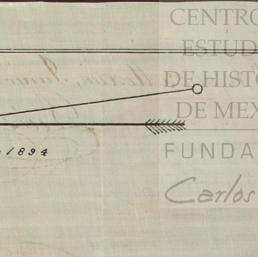 CENTRO
ESTUD
DE HISTO
DE MEX
FUNDA
Carlos
1894